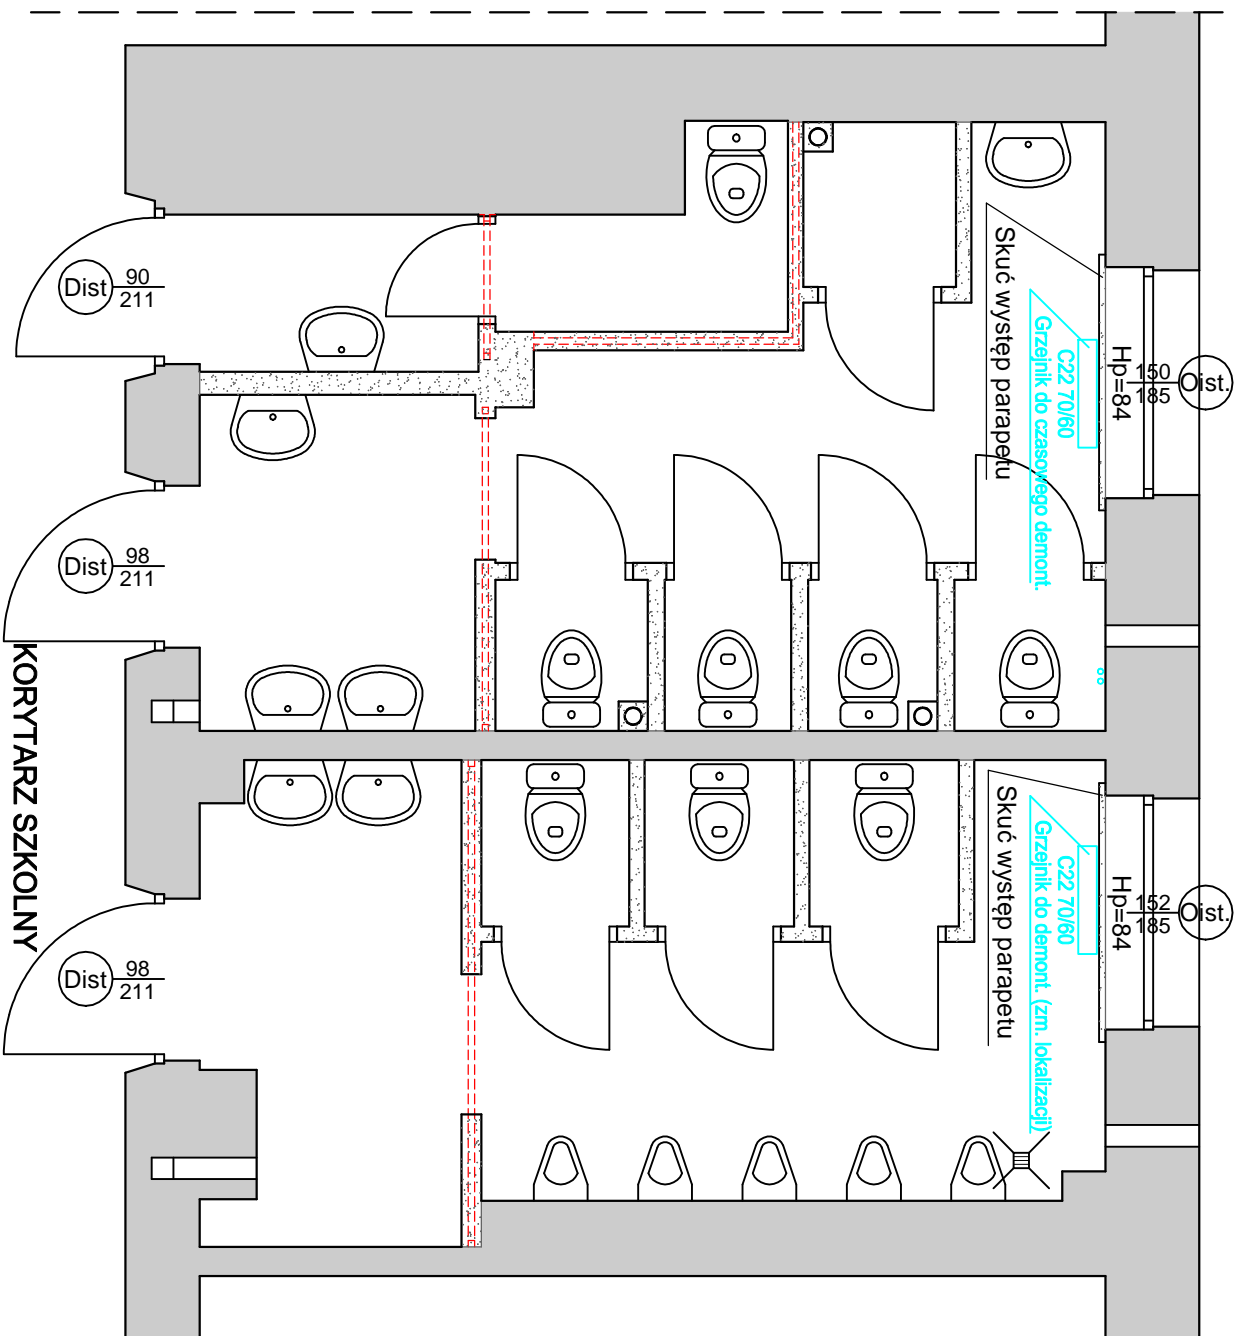 Dist 90
211
Dist 98
211
Dist 98
211
KORYTARZ SZKOLNY
Skuć występ parapetu
C22 70/60
Grzejnik do czasowego demont.
Hp=84
150
185
Oist.
Skuć występ parapetu
C22 70/60
Grzejnik do demont. (zm. lokalizacji)
Hp=84
152
185
Oist.